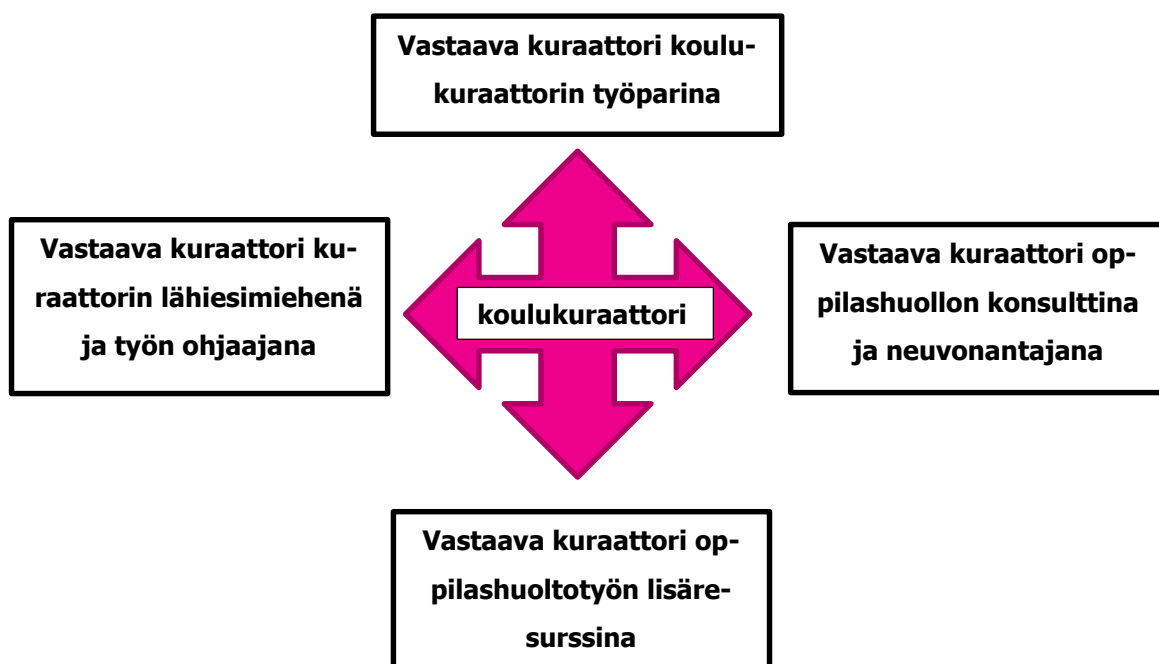 Vastaava kuraattori koulu-
kuraattorin työparina
Vastaava kuraattori ku-
raattorin lähiesimiehenä
ja työn ohjaajana
koulukuraattori
Vastaava kuraattori op-
pilashuollon konsulttina
ja neuvonantajana
Vastaava kuraattori op-
pilashuoltotyön lisäre-
surssina